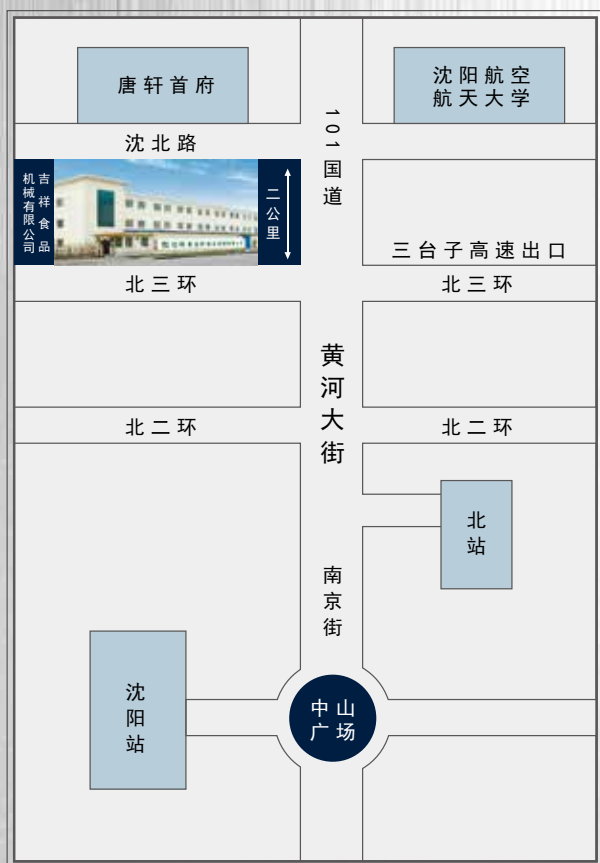 唐轩首府
沈阳航空
航天大学
101国道
沈北路
吉祥食品
机械有限公司
二公里
三台子高速出口
北三环
北三环
黄河大街
北二环
北二环
北站
南京街
沈阳站
中山
广场